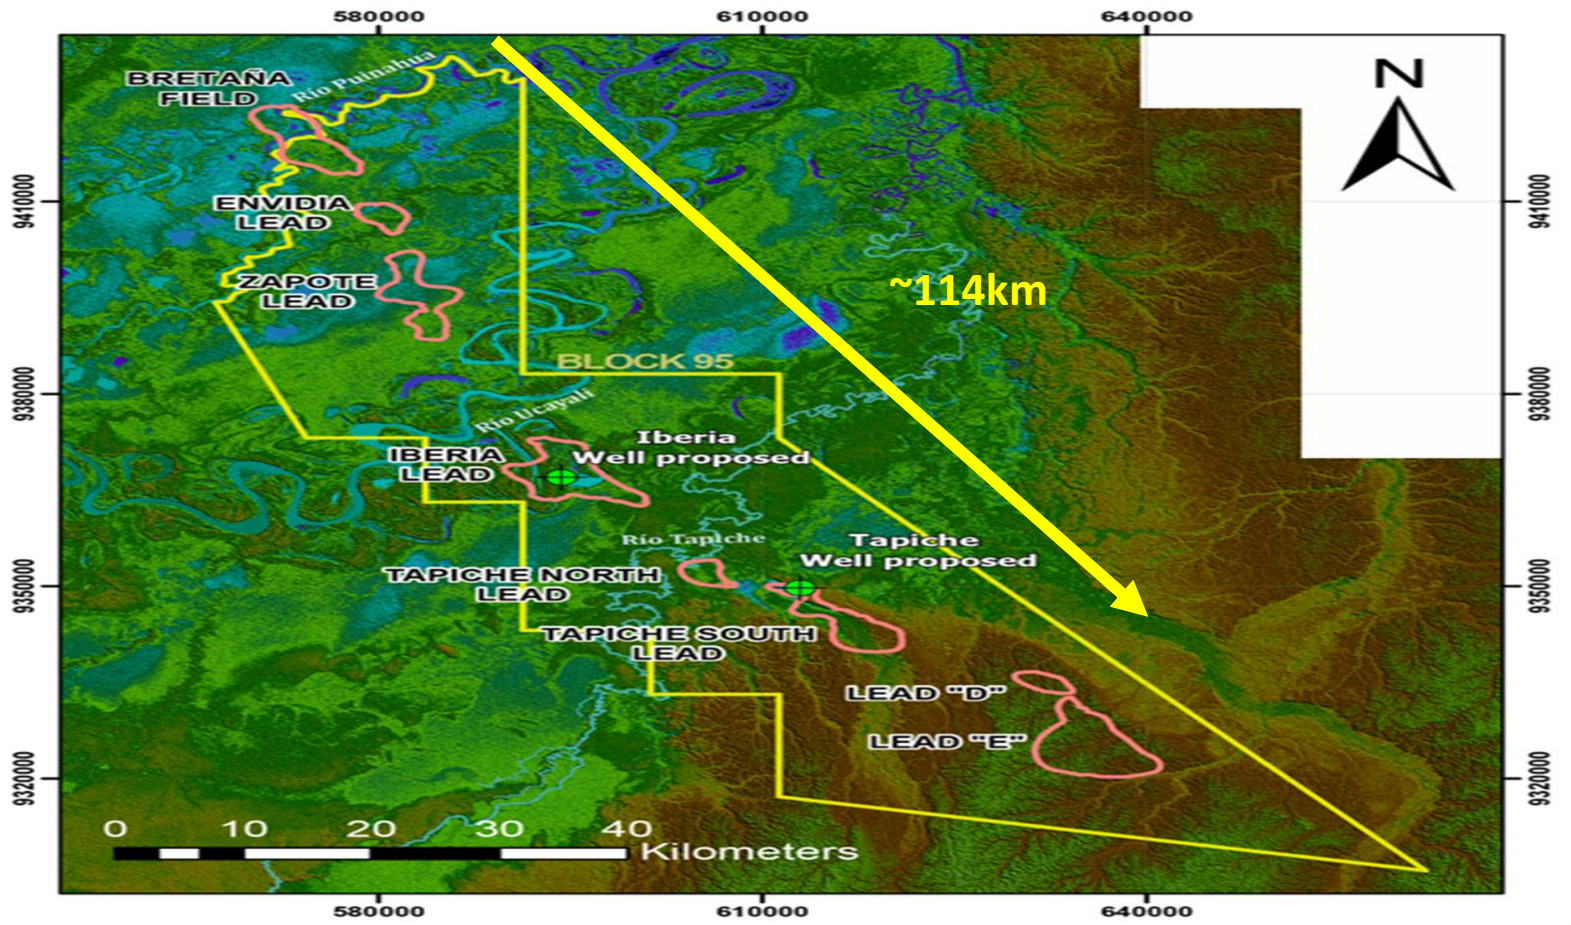 580000
610000
640000
N
BRETAÑA
FIELD
Río Puinahua
9410000
9410000
ENVIDIA
LEAD
ZAPOTE
LEAD
~114km
BLOCK 95
9380000
9380000
Río Ucayali
IBERIA
LEAD
Iberia
Well proposed
Río Tapiche
Tapiche
Well proposed
TAPICHE NORTH
LEAD
9350000
9350000
TAPICHE SOUTH
LEAD
LEAD "D"
LEAD "E"
9320000
9320000
0 10 20 30 40
Kilometers
580000
610000
640000